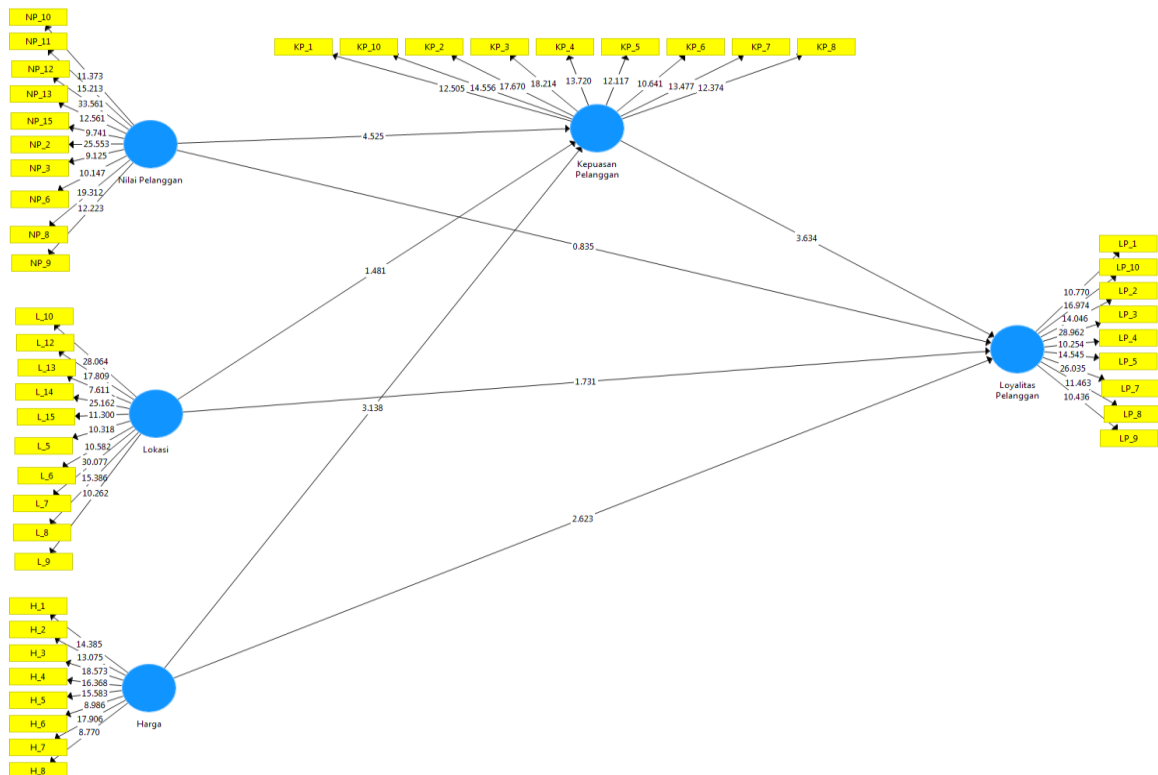 NP_10
NP_11
NP_12
NP_13
NP_15
NP_2
NP_3
NP_6
NP_8
NP_9
11.373
15.213
33.561
12.561
9.741
25.553
9.125
10.147
19.312
12.223
Nilai Pelanggan
KP_1
KP_10
KP_2
KP_3
KP_4
KP_5
KP_6
KP_7
KP_8
12.505
14.556
17.670
18.214
13.720
12.117
10.641
13.477
12.374
Kepuasan
Pelanggan
4.525
0.835
3.634
1.481
1.731
3.138
2.623
L_10
L_12
L_13
L_14
L_15
L_5
L_6
L_7
L_8
L_9
28.064
17.809
7.611
25.162
11.300
10.318
10.582
30.077
15.386
10.262
Lokasi
LP_1
LP_10
LP_2
LP_3
LP_4
LP_5
LP_7
LP_8
LP_9
10.770
16.974
14.046
28.962
10.254
14.545
26.035
11.463
10.436
Loyalitas
Pelanggan
H_1
H_2
H_3
H_4
H_5
H_6
H_7
H_8
14.385
13.075
18.573
16.368
15.583
8.986
17.906
8.770
Harga